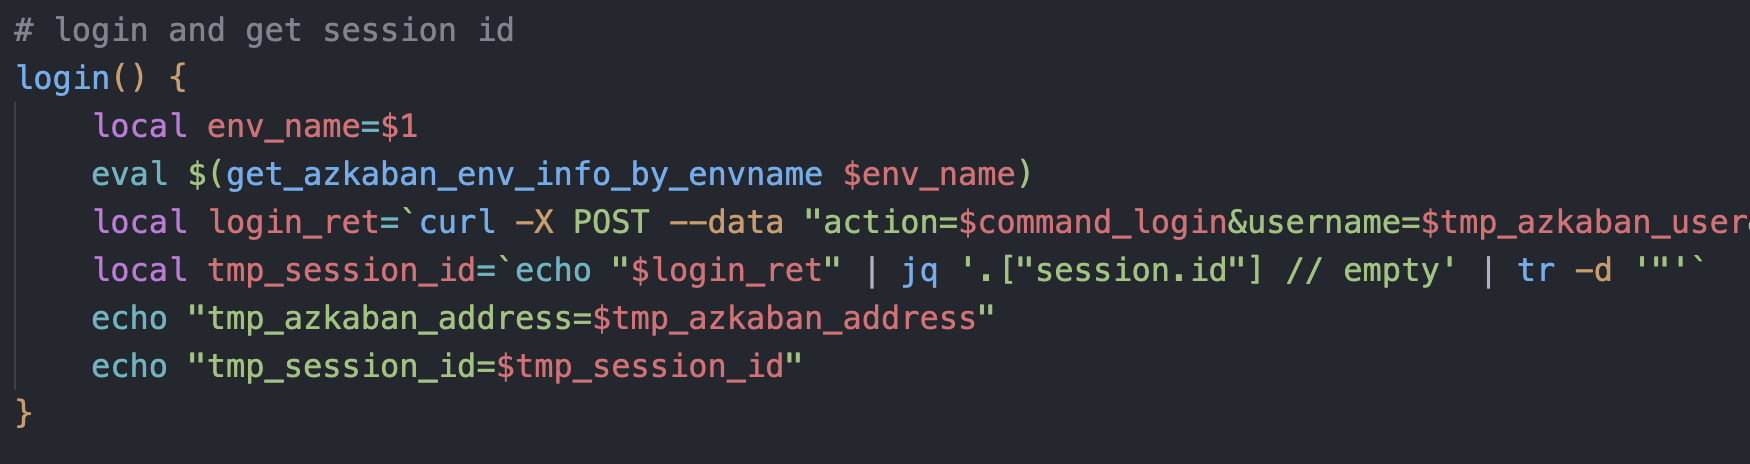 # login and get session id
login() {
    local env_name=$1
    eval $(get_azkaban_env_info_by_envname $env_name)
    local login_ret=`curl -X POST --data "action=$command_login&username=$tmp_azkaban_user
    local tmp_session_id=`echo "$login_ret" | jq '.["session.id"] // empty' | tr -d '"'`
    echo "tmp_azkaban_address=$tmp_azkaban_address"
    echo "tmp_session_id=$tmp_session_id"
}